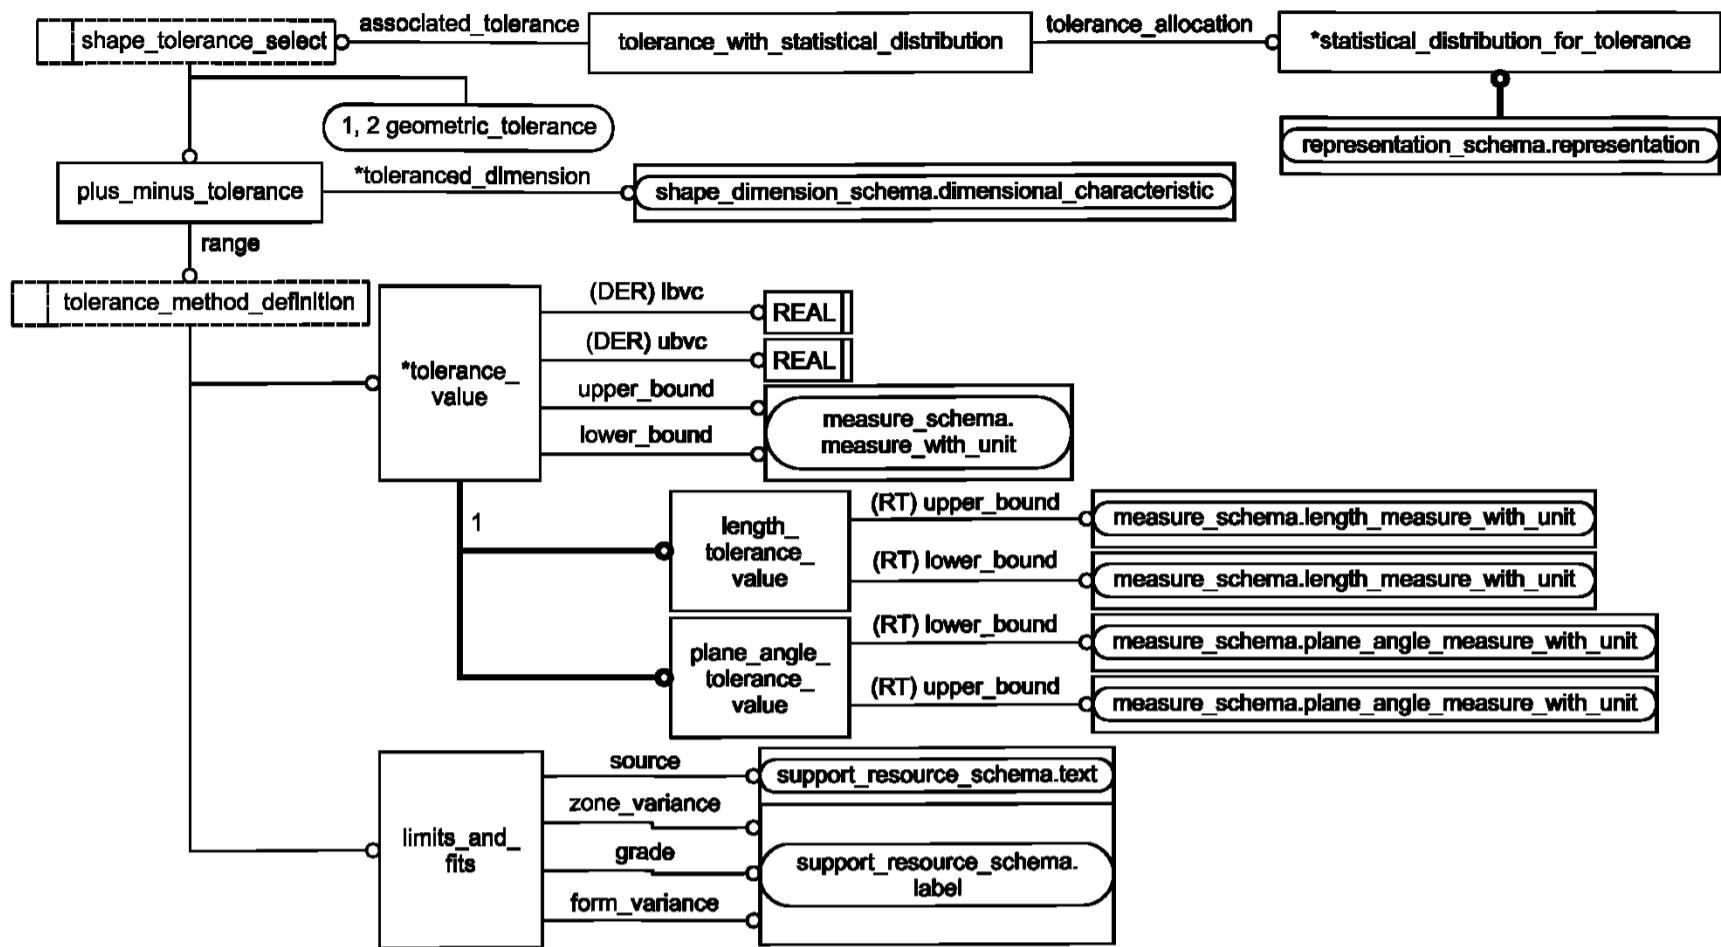 shape_tolerance_select
associated_tolerance
tolerance_with_statistical_distribution
tolerance_allocation
*statistical_distribution_for_tolerance
1, 2 geometric_tolerance
representation_schema.representation
plus_minus_tolerance
*toleranced_dimension
shape_dimension_schema.dimensional_characteristic
range
tolerance_method_definition
*tolerance_
value
(DER) lbvc
REAL
(DER) ubvc
REAL
upper_bound
lower_bound
measure_schema.
measure_with_unit
1
length_
tolerance_
value
(RT) upper_bound
measure_schema.length_measure_with_unit
(RT) lower_bound
measure_schema.length_measure_with_unit
plane_angle_
tolerance_
value
(RT) lower_bound
measure_schema.plane_angle_measure_with_unit
(RT) upper_bound
measure_schema.plane_angle_measure_with_unit
limits_and_
fits
source
support_resource_schema.text
zone_variance
grade
form_variance
support_resource_schema.
label